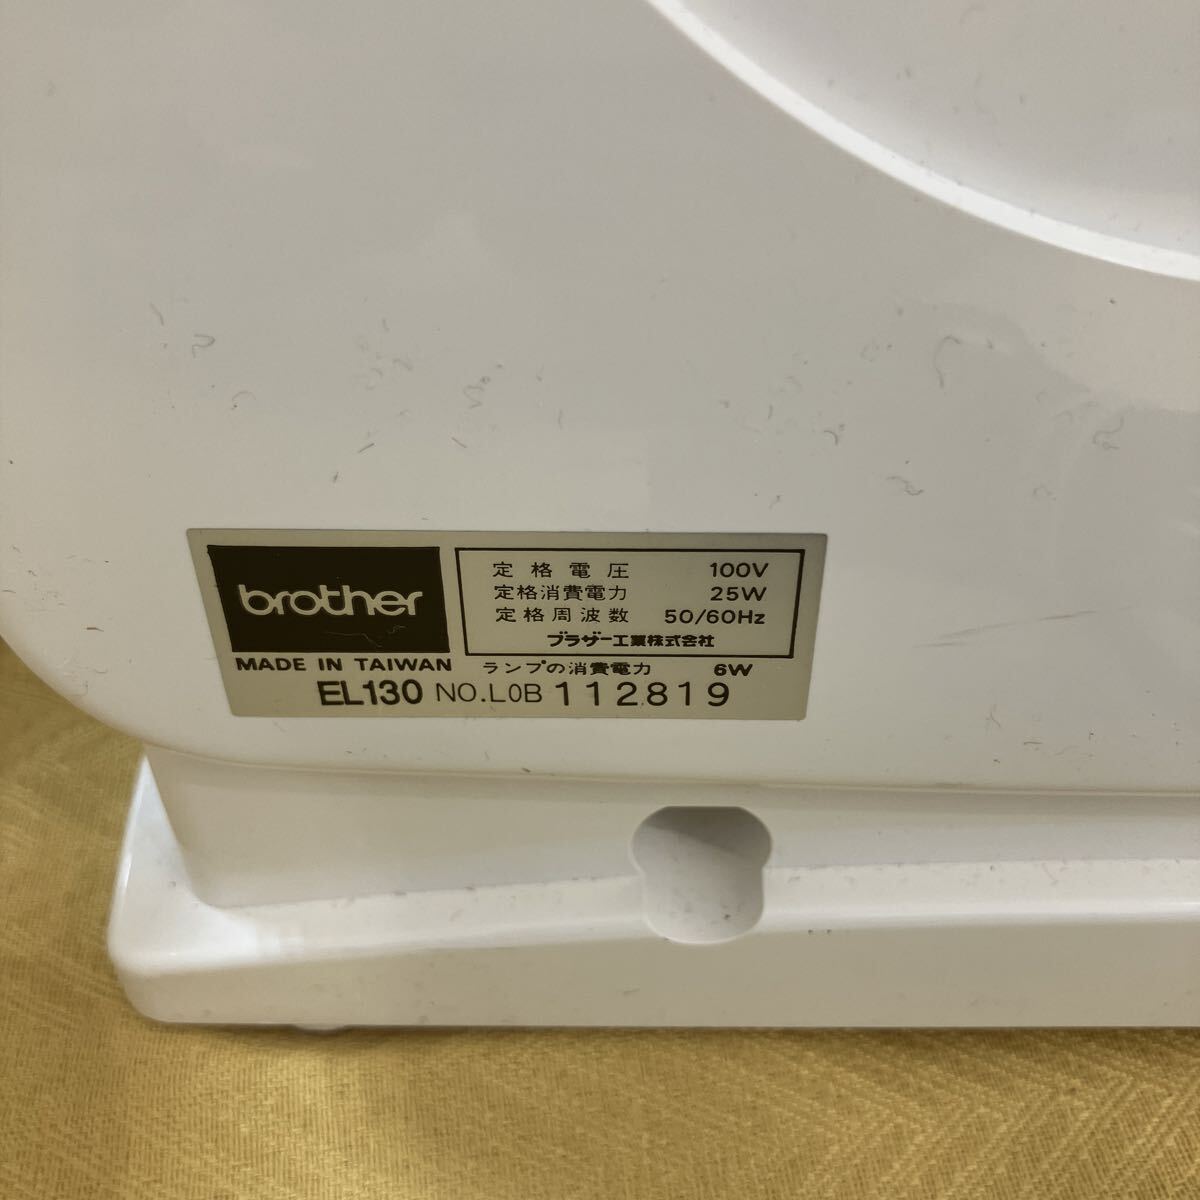 brother
定格電圧 100V
定格消費電力 25W
定格周波数 50/60Hz
ブラザー工業株式会社
MADE IN TAIWAN ランプの消費電力 6W
EL130 NO.L0B 112819